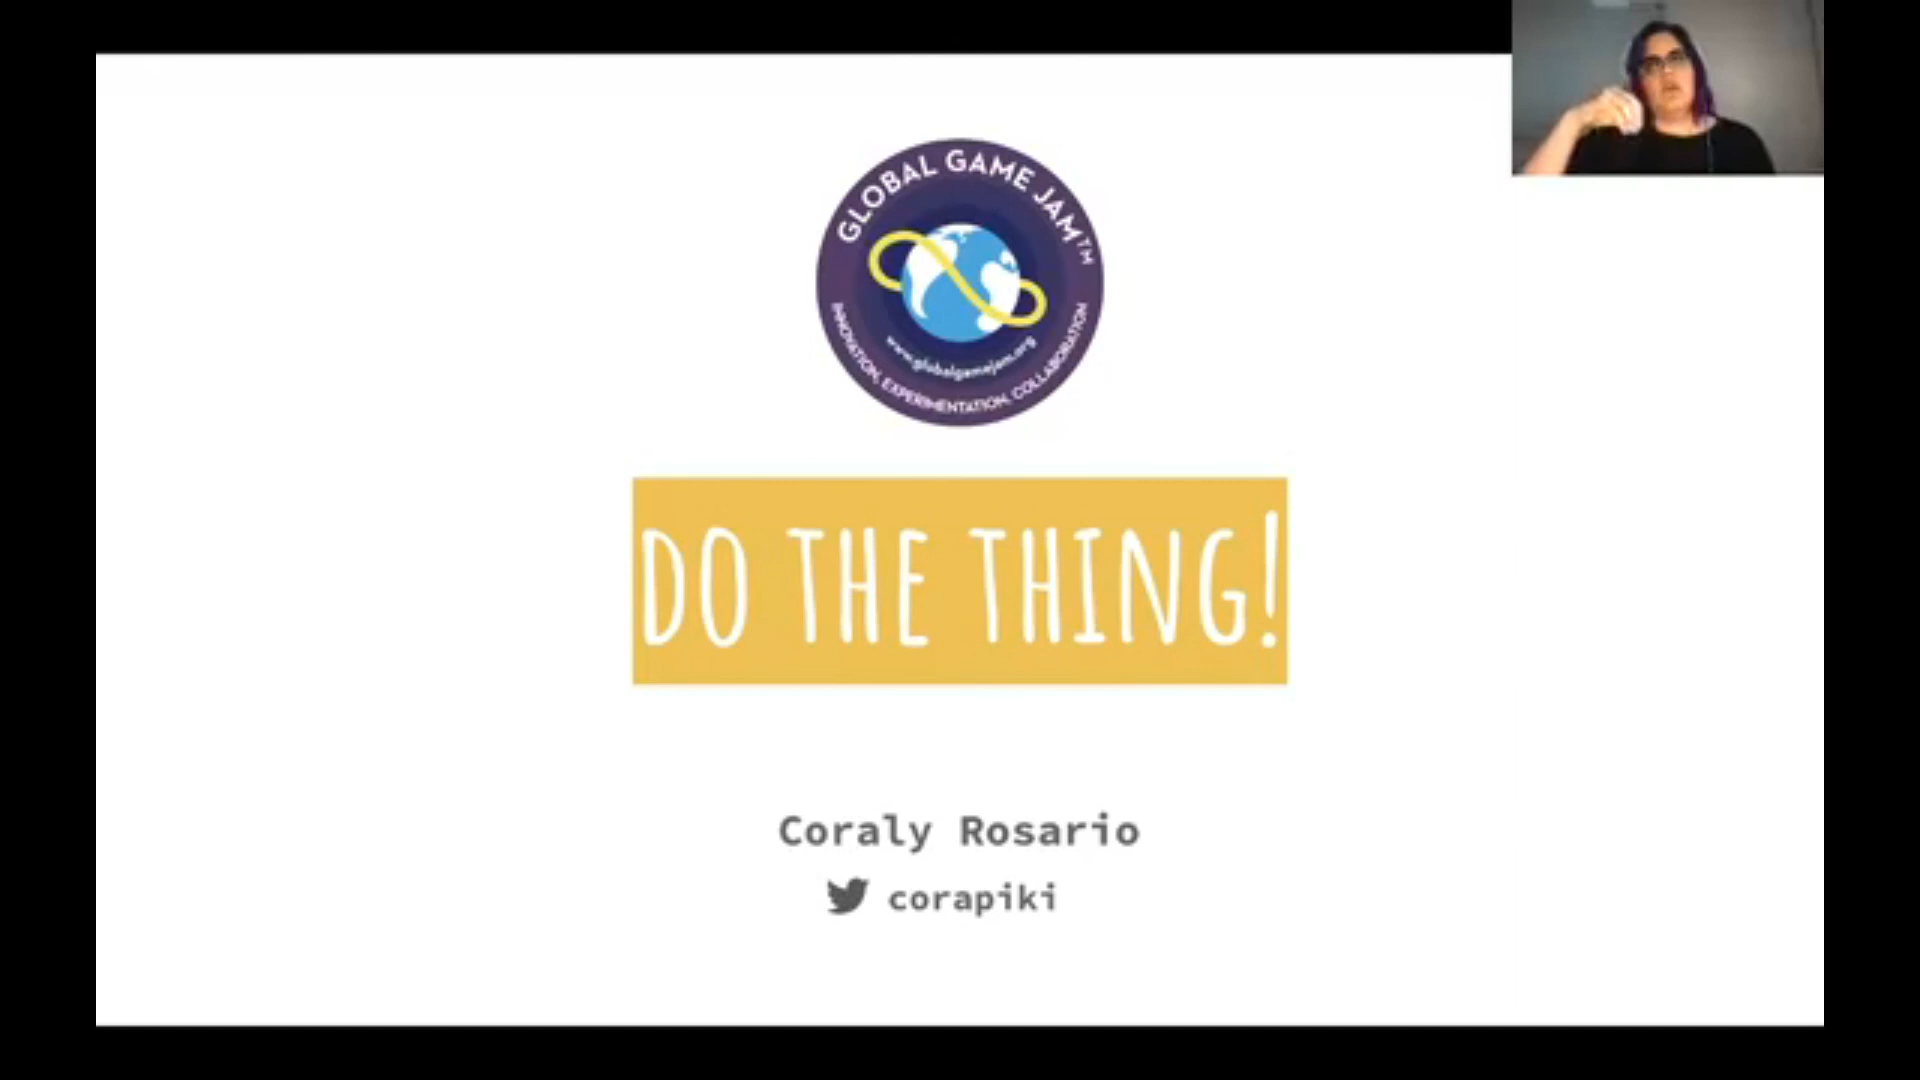 GLOBAL GAME JAM™
www.globalgamejam.org
INNOVATION, EXPERIMENTATION, COLLABORATION
DO THE THING!
Coraly Rosario
corapiki